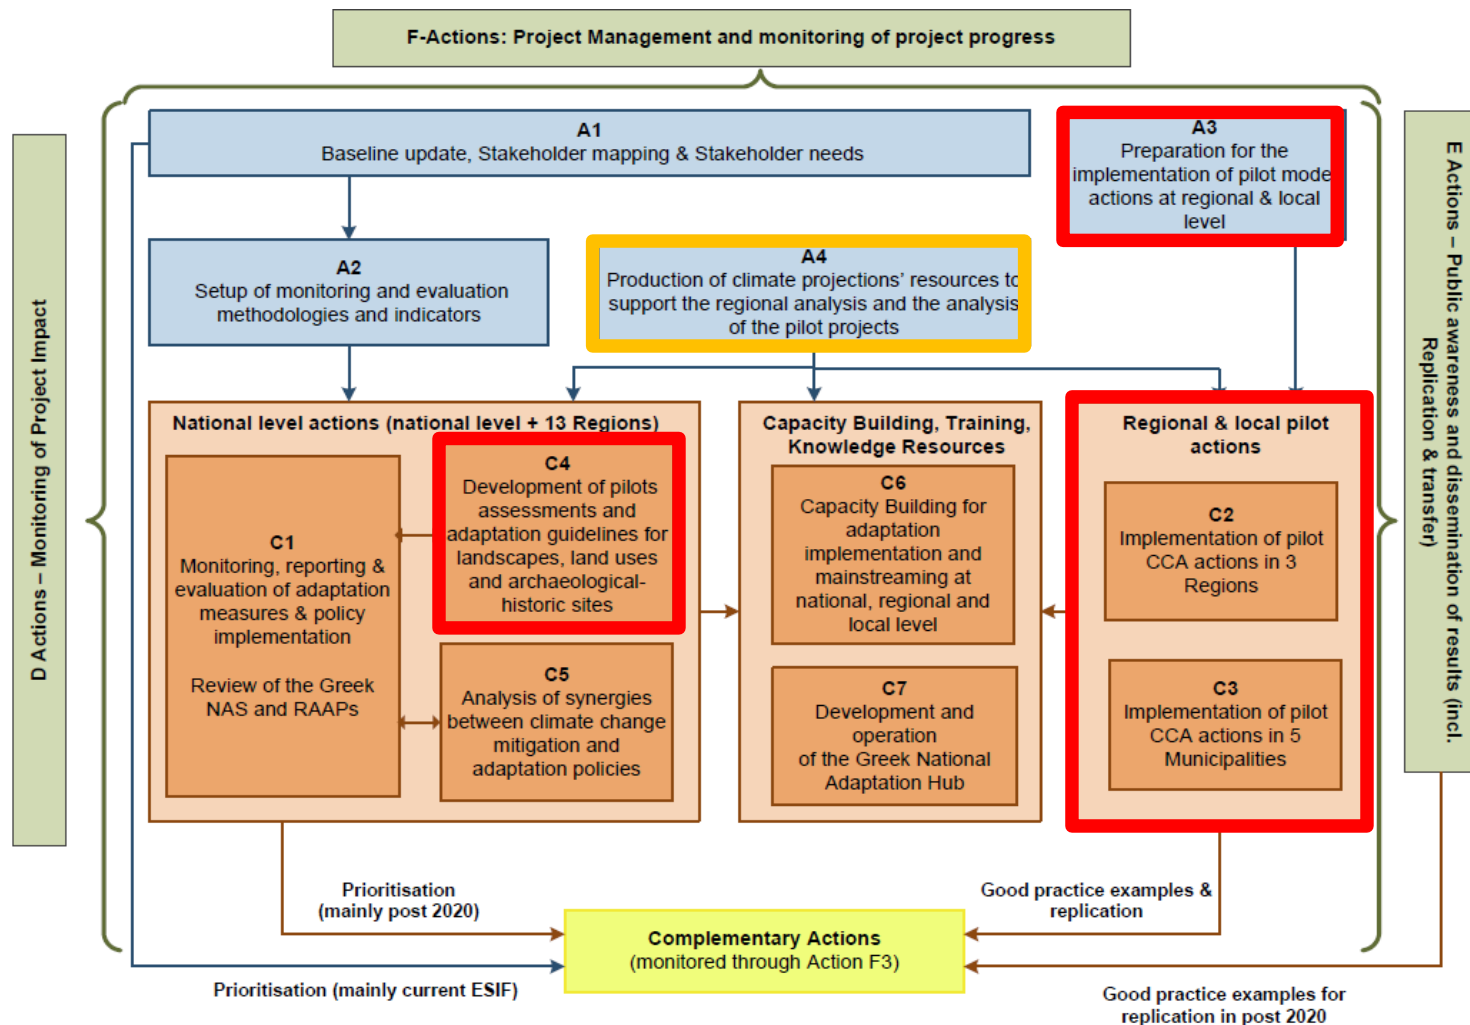 F-Actions: Project Management and monitoring of project progress
D Actions – Monitoring of Project Impact
E Actions – Public awareness and dissemination of results (incl.
Replication & transfer)
A1
Baseline update, Stakeholder mapping & Stakeholder needs
A3
Preparation for the
implementation of pilot mode
actions at regional & local
level
A2
Setup of monitoring and evaluation
methodologies and indicators
A4
Production of climate projections’ resources to
support the regional analysis and the analysis
of the pilot projects
National level actions (national level + 13 Regions)
C1
Monitoring, reporting &
evaluation of adaptation
measures & policy
implementation
Review of the Greek
NAS and RAAPs
C4
Development of pilots
assessments and
adaptation guidelines for
landscapes, land uses
and archaeological-
historic sites
C5
Analysis of synergies
between climate change
mitigation and
adaptation policies
Capacity Building, Training,
Knowledge Resources
C6
Capacity Building for
adaptation
implementation and
mainstreaming at
national, regional and
local level
C7
Development and
operation
of the Greek National
Adaptation Hub
Regional & local pilot
actions
C2
Implementation of pilot
CCA actions in 3
Regions
C3
Implementation of pilot
CCA actions in 5
Municipalities
Prioritisation
(mainly post 2020)
Good practice examples &
replication
Complementary Actions
(monitored through Action F3)
Prioritisation (mainly current ESIF)
Good practice examples for
replication in post 2020